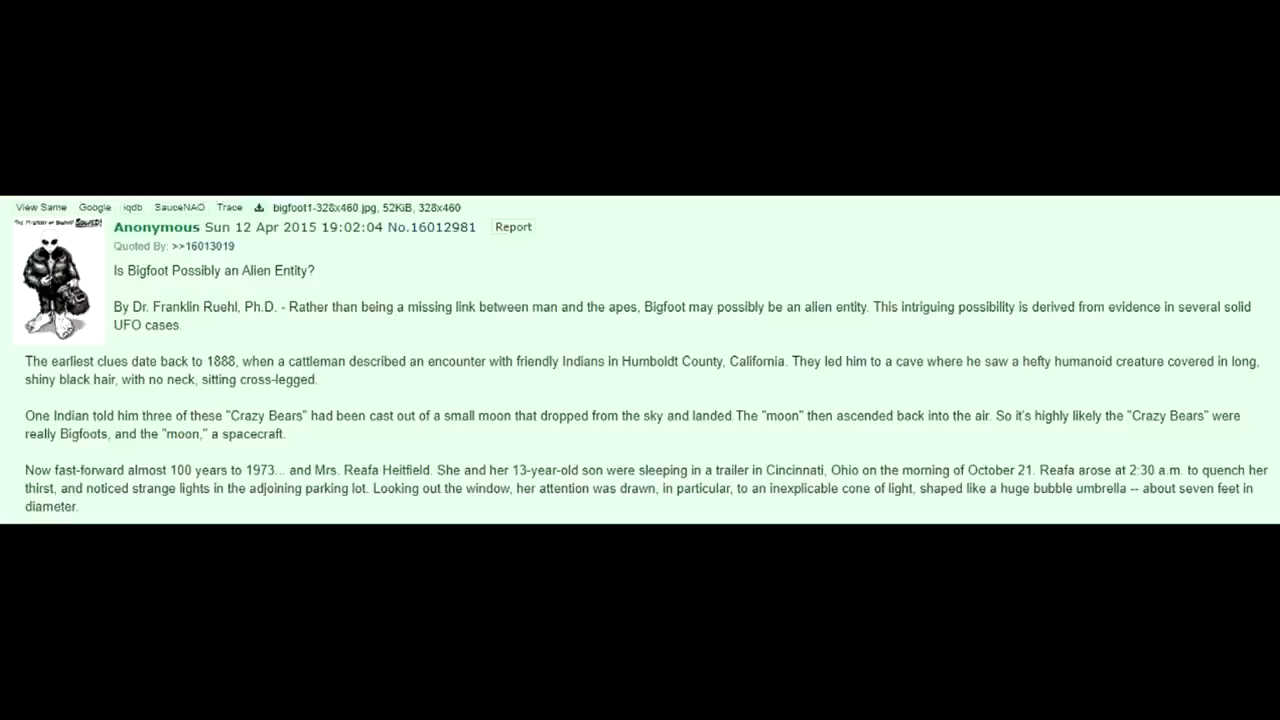 View Same Google iqdb SauceNAO Trace bigfoot1-328x460.jpg, 52KiB, 328x460
THE MYSTERY OF BIGFOOT SOLVED!
Anonymous Sun 12 Apr 2015 19:02:04 No.16012981 Report
Quoted By: >>16013019
Is Bigfoot Possibly an Alien Entity?
By Dr. Franklin Ruehl, Ph.D. - Rather than being a missing link between man and the apes, Bigfoot may possibly be an alien entity. This intriguing possibility is derived from evidence in several solid
UFO cases.
The earliest clues date back to 1888, when a cattleman described an encounter with friendly Indians in Humboldt County, California. They led him to a cave where he saw a hefty humanoid creature covered in long,
shiny black hair, with no neck, sitting cross-legged.
One Indian told him three of these "Crazy Bears" had been cast out of a small moon that dropped from the sky and landed.The "moon" then ascended back into the air. So it's highly likely the "Crazy Bears" were
really Bigfoots, and the "moon," a spacecraft.
Now fast-forward almost 100 years to 1973... and Mrs. Reafa Heitfield. She and her 13-year-old son were sleeping in a trailer in Cincinnati, Ohio on the morning of October 21. Reafa arose at 2:30 a.m. to quench her
thirst, and noticed strange lights in the adjoining parking lot. Looking out the window, her attention was drawn, in particular, to an inexplicable cone of light, shaped like a huge bubble umbrella -- about seven feet in
diameter.